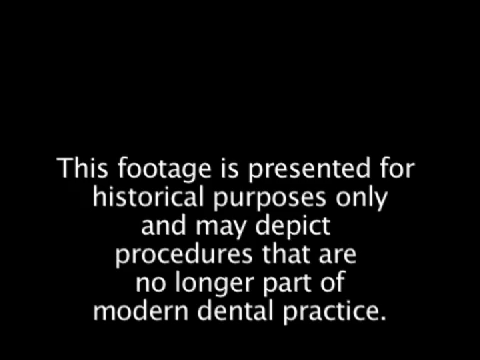 This footage is presented for
historical purposes only
and may depict
procedures that are
no longer part of
modern dental practice.